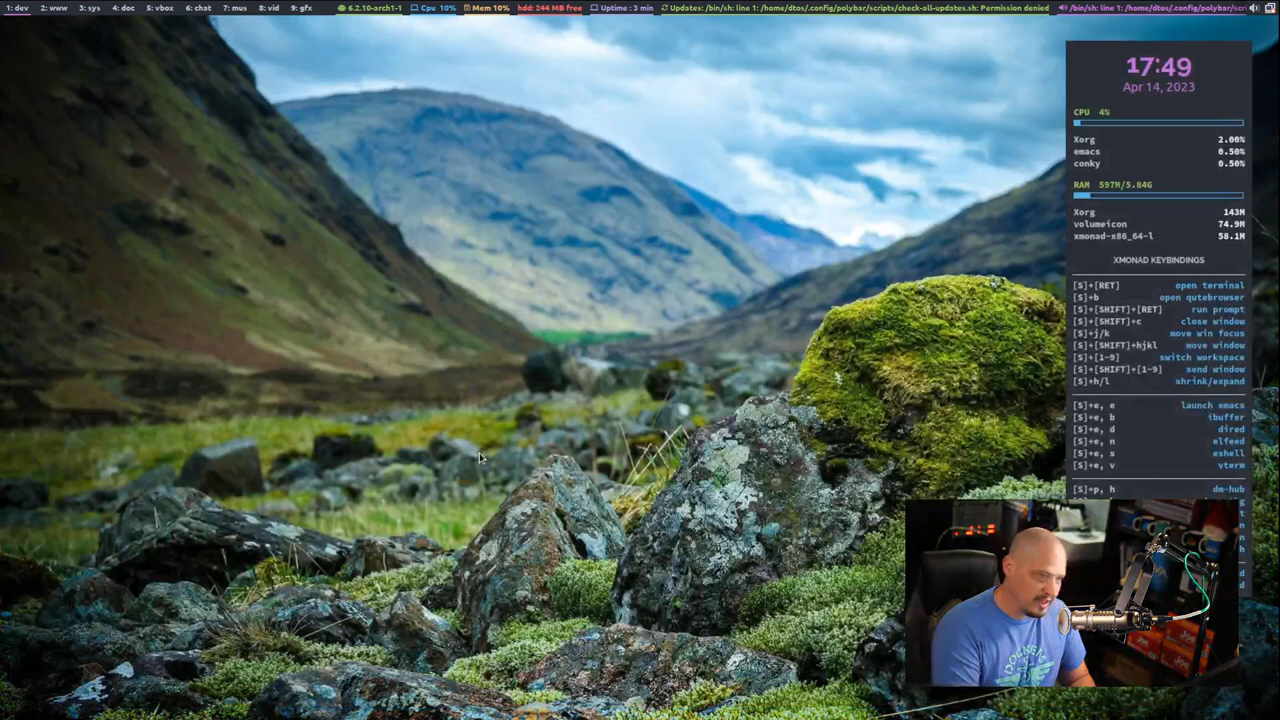 1: dev 2: www 3: sys 4: doc 5: vbox 6: chat 7: mus 8: vid 9: gfx 6.2.10-arch1-1 Cpu 10% Mem 10% hdd: 244 MB free Uptime : 3 min Updates: /bin/sh: line 1: /home/dtos/.config/polybar/scripts/check-all-updates.sh: Permission denied /bin/sh: line 1: /home/dtos/.config/polybar/scri
17:49
Apr 14, 2023
CPU 4%
Xorg 2.00%
emacs 0.50%
conky 0.50%
RAM 597M/5.84G
Xorg 143M
volumeicon 74.9M
xmonad-x86_64-l 58.1M
XMONAD KEYBINDINGS
[S]+[RET] open terminal
[S]+b open qutebrowser
[S]+[SHIFT]+[RET] run prompt
[S]+[SHIFT]+c close window
[S]+j/k move win focus
[S]+[SHIFT]+hjkl move window
[S]+[1-9] switch workspace
[S]+[SHIFT]+[1-9] send window
[S]+h/l shrink/expand
[S]+e, e launch emacs
[S]+e, b ibuffer
[S]+e, d dired
[S]+e, n elfeed
[S]+e, s eshell
[S]+e, v vterm
[S]+p, h dm-hub